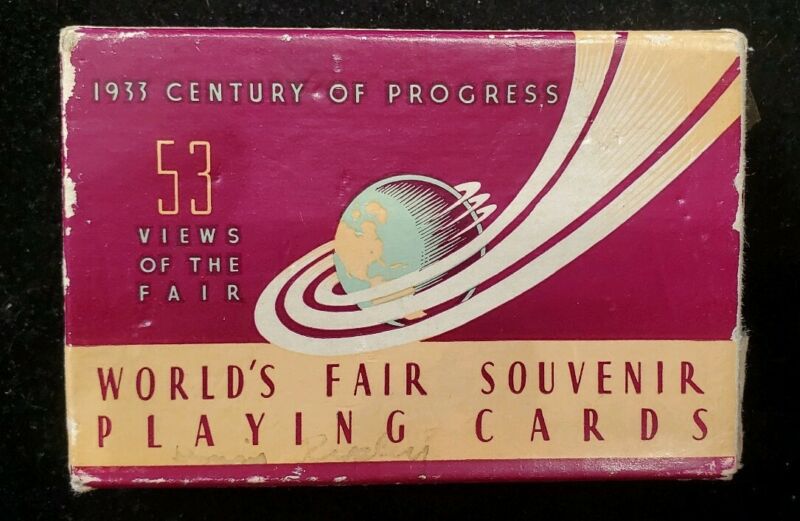 1933 CENTURY OF PROGRESS
53
VIEWS
OF THE
FAIR
WORLD'S FAIR SOUVENIR
PLAYING CARDS